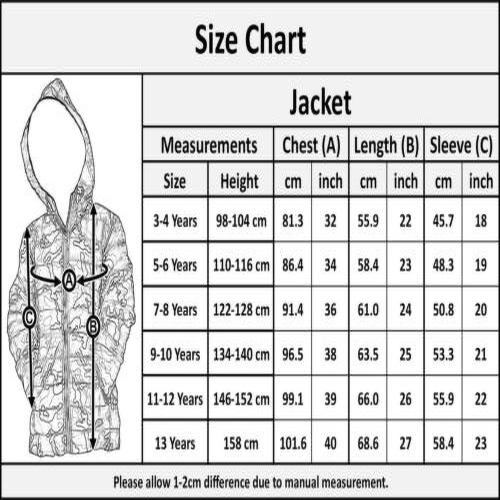 Size Chart
Jacket
Measurements Chest (A) Length (B) Sleeve (C)
Size Height cm inch cm inch cm inch
3-4 Years 98-104 cm 81.3 32 55.9 22 45.7 18
5-6 Years 110-116 cm 86.4 34 58.4 23 48.3 19
7-8 Years 122-128 cm 91.4 36 61.0 24 50.8 20
9-10 Years 134-140 cm 96.5 38 63.5 25 53.3 21
11-12 Years 146-152 cm 99.1 39 66.0 26 55.9 22
13 Years 158 cm 101.6 40 68.6 27 58.4 23
A
C
B
Please allow 1-2cm difference due to manual measurement.